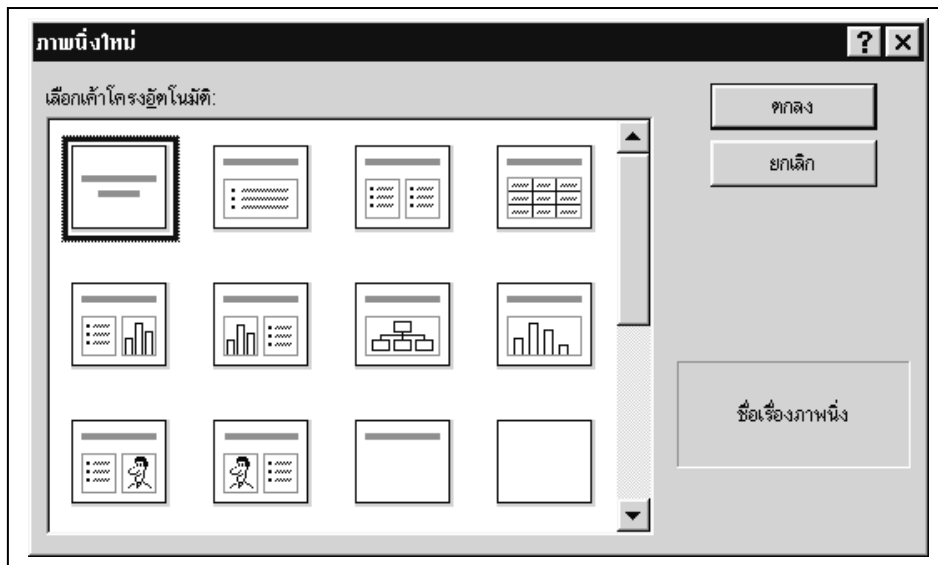 ภาพนิ่งใหม่
เลือกเค้าโครงอัตโนมัติ:
ตกลง
ยกเลิก
ชื่อเรื่องภาพนิ่ง